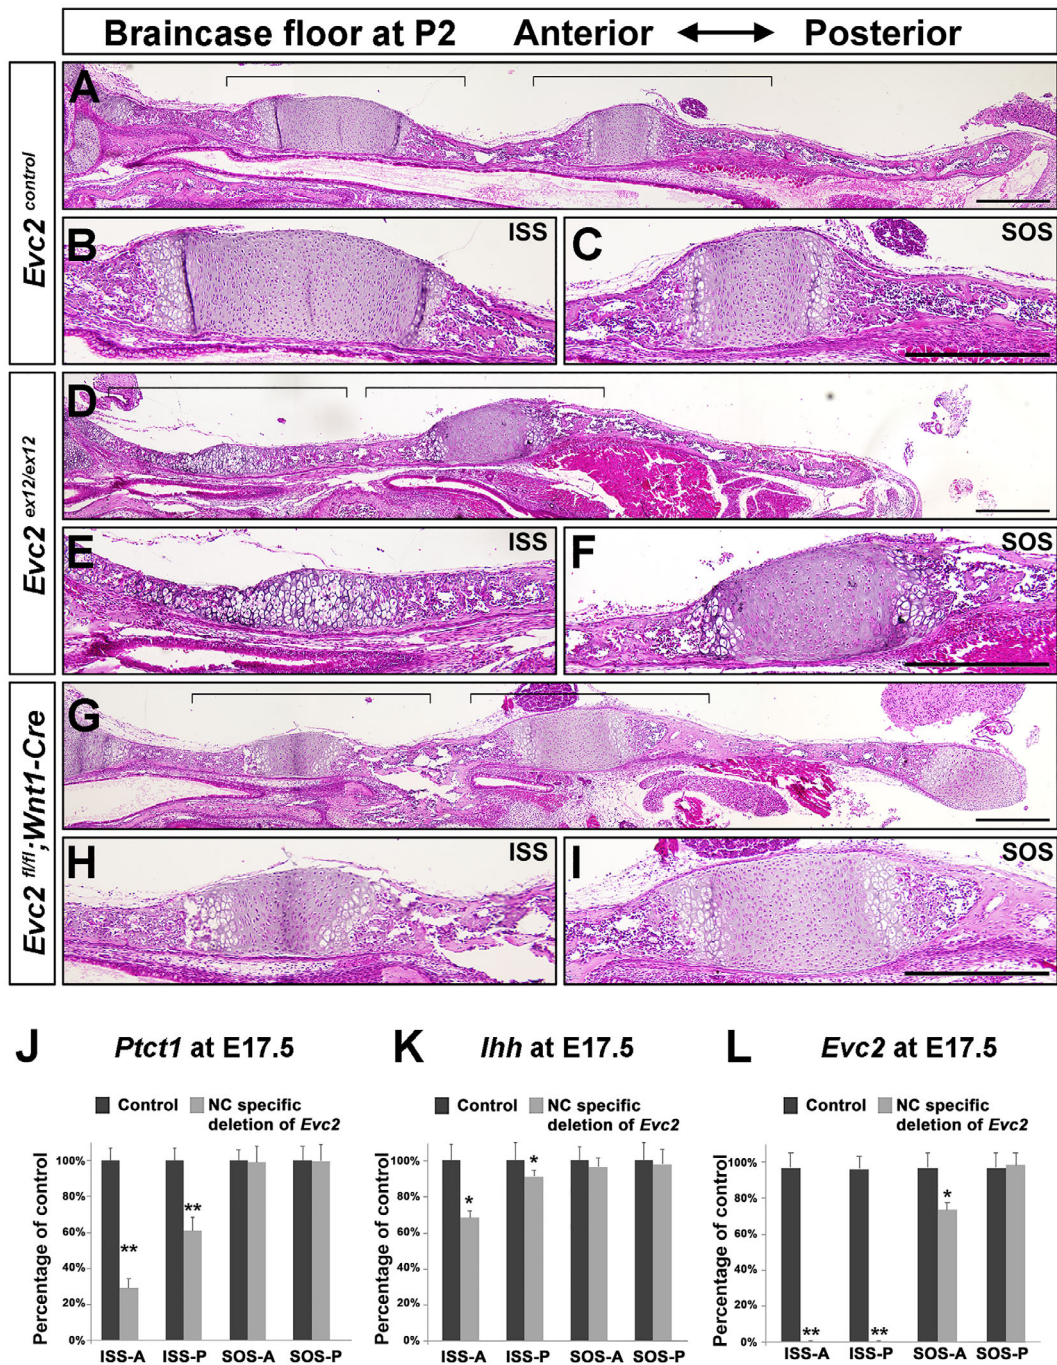 Braincase floor at P2 Anterior Posterior
Evc2 control
A
B
ISS
C
SOS
Evc2 ex12/ex12
D
E
ISS
F
SOS
Evc2 fl/fl;Wnt1-Cre
G
H
ISS
I
SOS
J Ptct1 at E17.5
Control NC specific
deletion of Evc2
Percentage of control
100%
80%
60%
40%
20%
0%
**
**
ISS-A ISS-P SOS-A SOS-P
K Ihh at E17.5
Control NC specific
deletion of Evc2
Percentage of control
100%
80%
60%
40%
20%
0%
*
*
ISS-A ISS-P SOS-A SOS-P
L Evc2 at E17.5
Control NC specific
deletion of Evc2
Percentage of control
100%
80%
60%
40%
20%
0%
**
**
*
ISS-A ISS-P SOS-A SOS-P